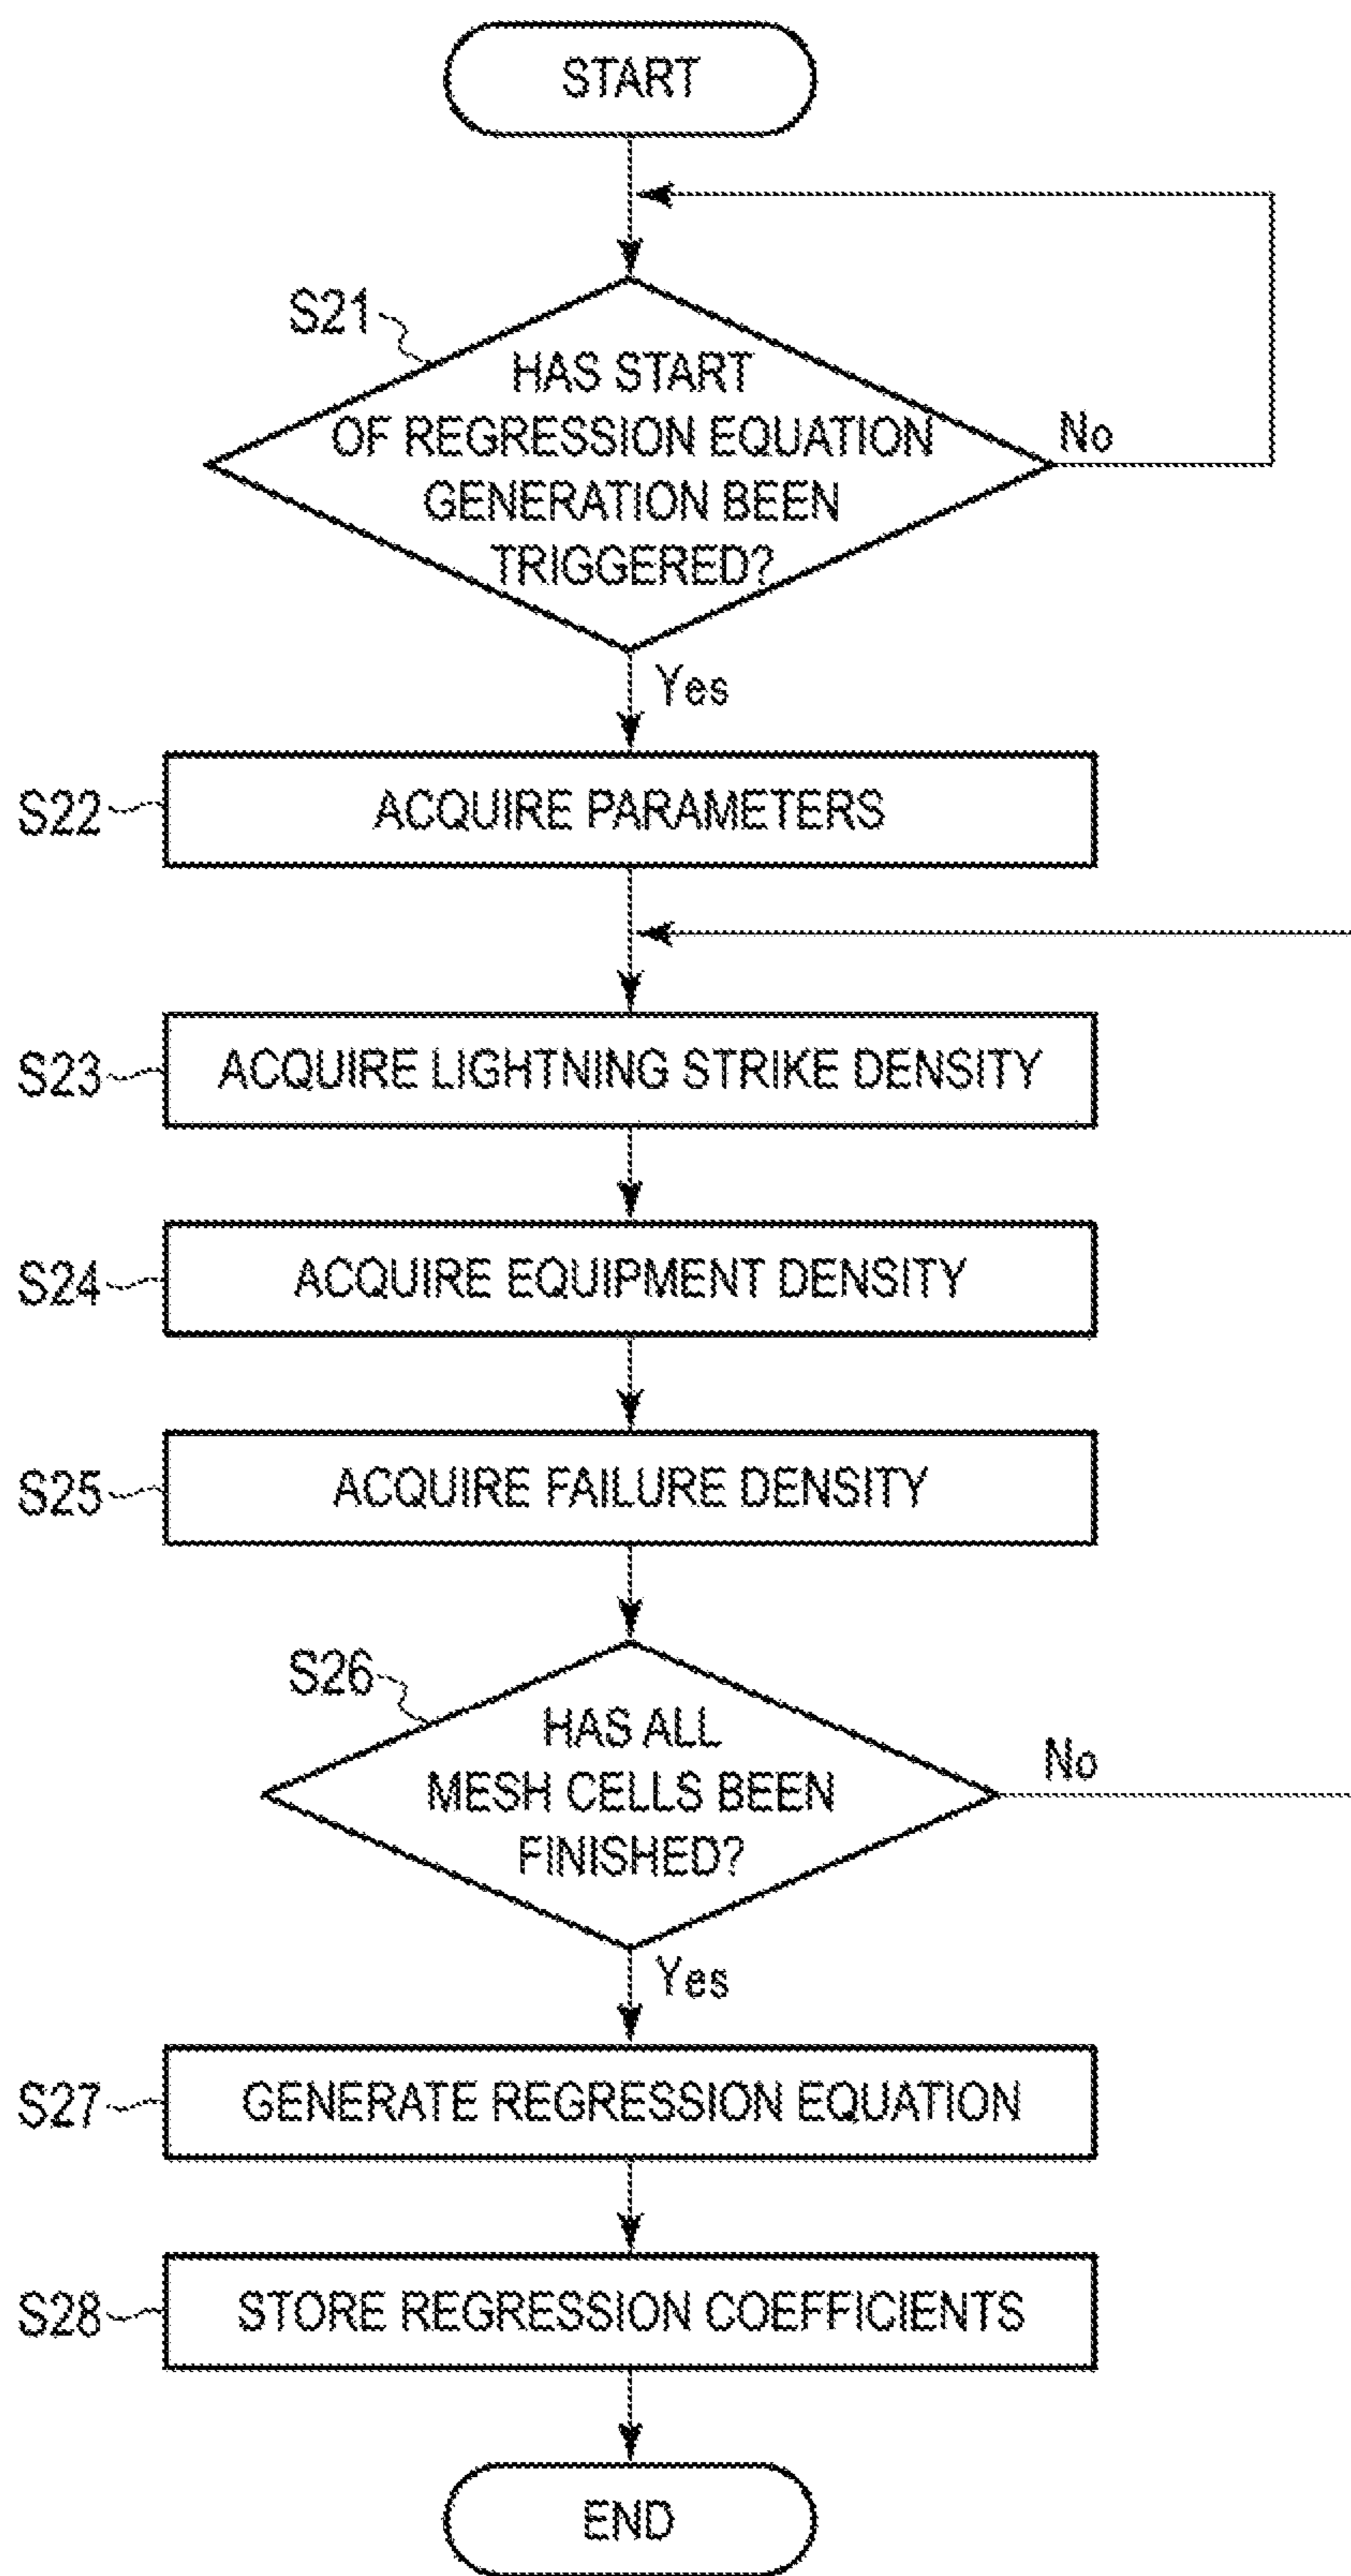 START
S21
HAS START
OF REGRESSION EQUATION
GENERATION BEEN
TRIGGERED?
No
Yes
S22
ACQUIRE PARAMETERS
S23
ACQUIRE LIGHTNING STRIKE DENSITY
S24
ACQUIRE EQUIPMENT DENSITY
S25
ACQUIRE FAILURE DENSITY
S26
HAS ALL
MESH CELLS BEEN
FINISHED?
No
Yes
S27
GENERATE REGRESSION EQUATION
S28
STORE REGRESSION COEFFICIENTS
END